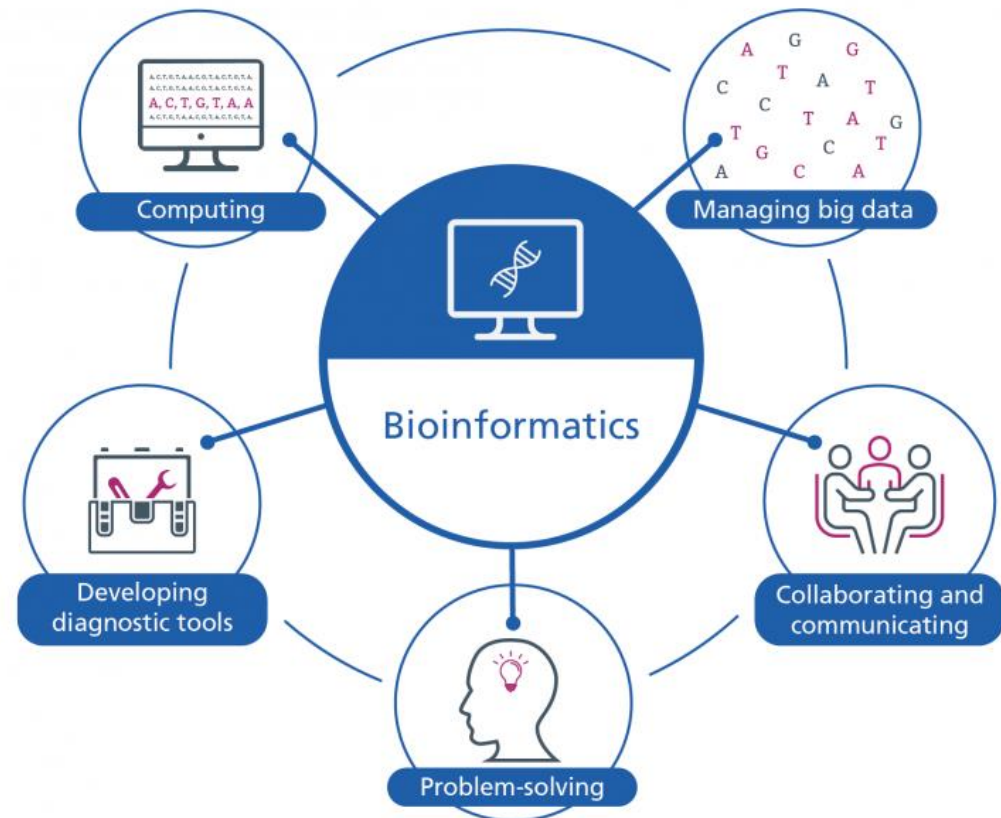 A, C, T, G, T, A, A
Computing
A G G
C T A T
C T A G
T G C T
A C A
Managing big data
Bioinformatics
Developing
diagnostic tools
Collaborating and
communicating
Problem-solving